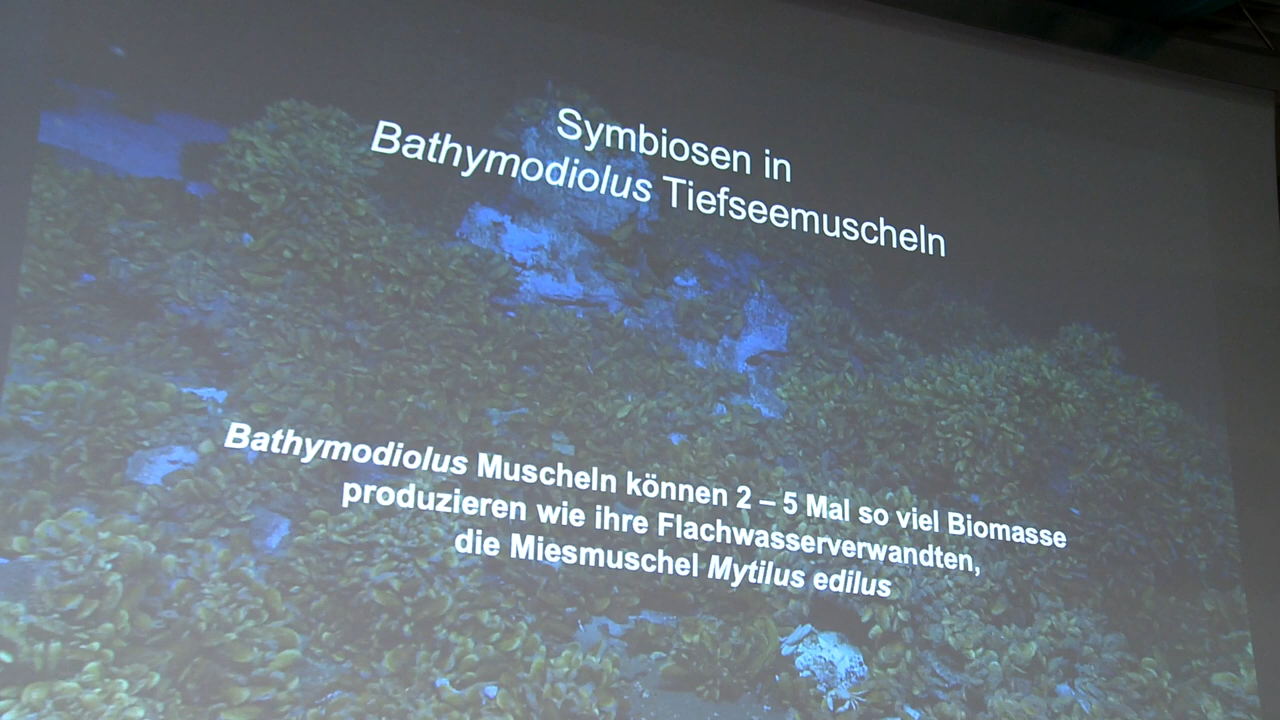 Symbiosen in
Bathymodiolus Tiefseemuscheln
Bathymodiolus Muscheln können 2 – 5 Mal so viel Biomasse
produzieren wie ihre Flachwasserverwandten,
die Miesmuschel Mytilus edilus